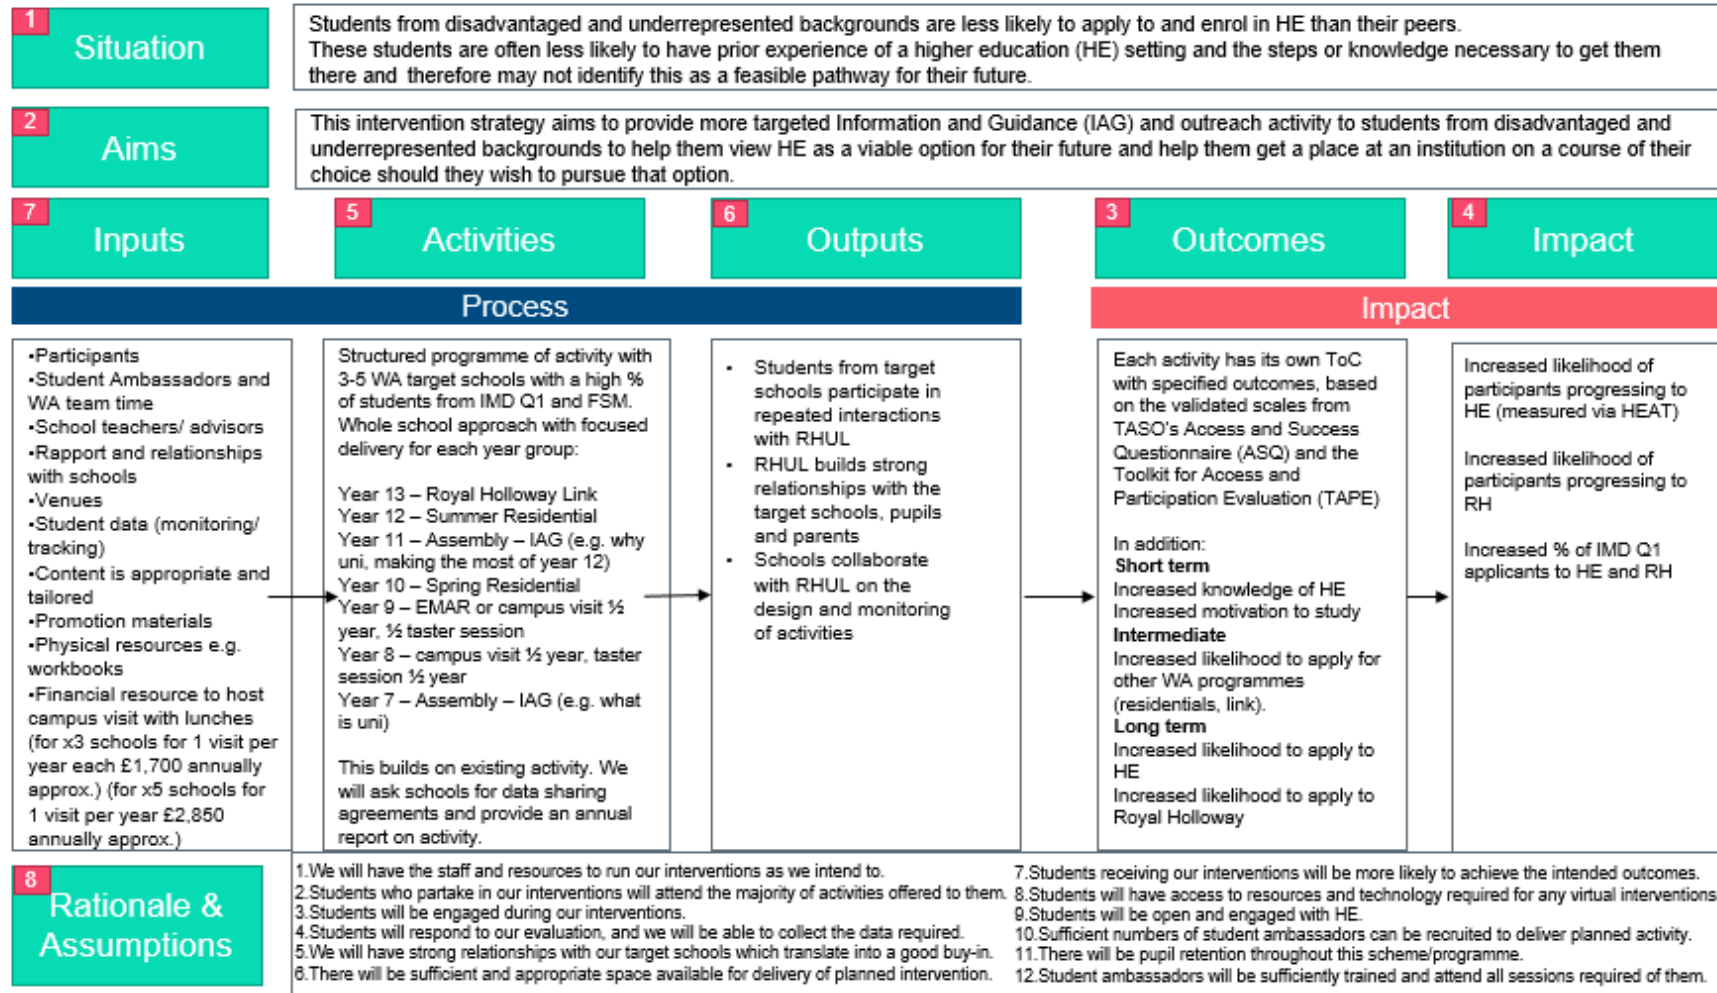 1
Situation
Students from disadvantaged and underrepresented backgrounds are less likely to apply to and enrol in HE than their peers.
These students are often less likely to have prior experience of a higher education (HE) setting and the steps or knowledge necessary to get them
there and therefore may not identify this as a feasible pathway for their future.
2
Aims
This intervention strategy aims to provide more targeted Information and Guidance (IAG) and outreach activity to students from disadvantaged and
underrepresented backgrounds to help them view HE as a viable option for their future and help them get a place at an institution on a course of their
choice should they wish to pursue that option.
7
Inputs
5
Activities
6
Outputs
3
Outcomes
4
Impact
Process
Impact
•Participants
•Student Ambassadors and
WA team time
•School teachers/ advisors
•Rapport and relationships
with schools
•Venues
•Student data (monitoring/
tracking)
•Content is appropriate and
tailored
•Promotion materials
•Physical resources e.g.
workbooks
•Financial resource to host
campus visit with lunches
(for x3 schools for 1 visit per
year each £1,700 annually
approx.) (for x5 schools for
1 visit per year £2,850
annually approx.)
Structured programme of activity with
3-5 WA target schools with a high %
of students from IMD Q1 and FSM.
Whole school approach with focused
delivery for each year group:
Year 13 – Royal Holloway Link
Year 12 – Summer Residential
Year 11 – Assembly – IAG (e.g. why
uni, making the most of year 12)
Year 10 – Spring Residential
Year 9 – EMAR or campus visit ½
year, ½ taster session
Year 8 – campus visit ½ year, taster
session ½ year
Year 7 – Assembly – IAG (e.g. what
is uni)
This builds on existing activity. We
will ask schools for data sharing
agreements and provide an annual
report on activity.
• Students from target
schools participate in
repeated interactions
with RHUL
• RHUL builds strong
relationships with the
target schools, pupils
and parents
• Schools collaborate
with RHUL on the
design and monitoring
of activities
Each activity has its own ToC
with specified outcomes, based
on the validated scales from
TASO's Access and Success
Questionnaire (ASQ) and the
Toolkit for Access and
Participation Evaluation (TAPE)
In addition:
Short term
Increased knowledge of HE
Increased motivation to study
Intermediate
Increased likelihood to apply for
other WA programmes
(residentials, link).
Long term
Increased likelihood to apply to
HE
Increased likelihood to apply to
Royal Holloway
Increased likelihood of
participants progressing to
HE (measured via HEAT)
Increased likelihood of
participants progressing to
RH
Increased % of IMD Q1
applicants to HE and RH
8
Rationale &
Assumptions
1.We will have the staff and resources to run our interventions as we intend to.
2.Students who partake in our interventions will attend the majority of activities offered to them.
3.Students will be engaged during our interventions.
4.Students will respond to our evaluation, and we will be able to collect the data required.
5.We will have strong relationships with our target schools which translate into a good buy-in.
6.There will be sufficient and appropriate space available for delivery of planned intervention.
7.Students receiving our interventions will be more likely to achieve the intended outcomes.
8.Students will have access to resources and technology required for any virtual interventions
9.Students will be open and engaged with HE.
10.Sufficient numbers of student ambassadors can be recruited to deliver planned activity.
11.There will be pupil retention throughout this scheme/programme.
12.Student ambassadors will be sufficiently trained and attend all sessions required of them.